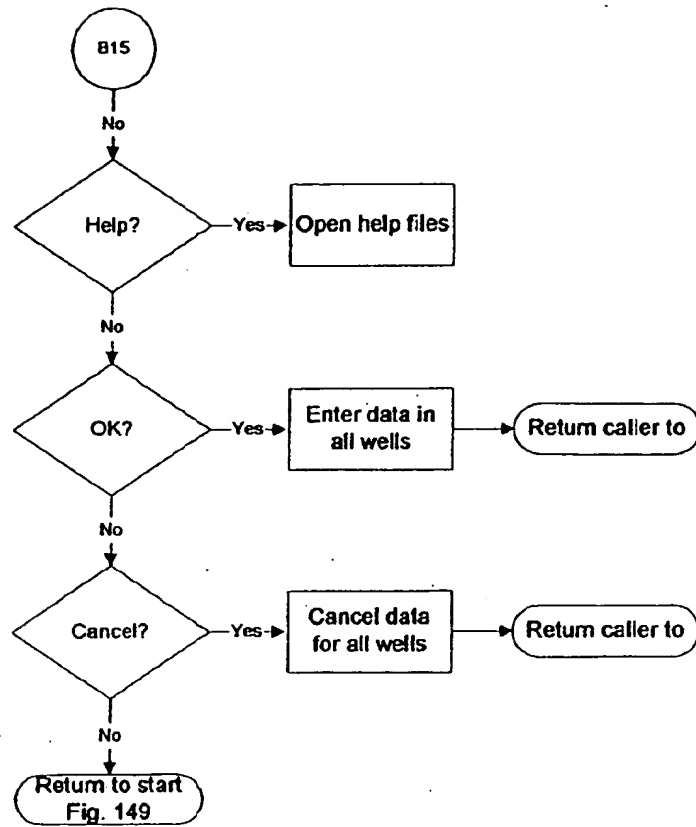 815
No
Help?
Yes
Open help files
No
OK?
Yes
Enter data in
all wells
Return caller to
No
Cancel?
Yes
Cancel data
for all wells
Return caller to
No
Return to start
Fig. 149